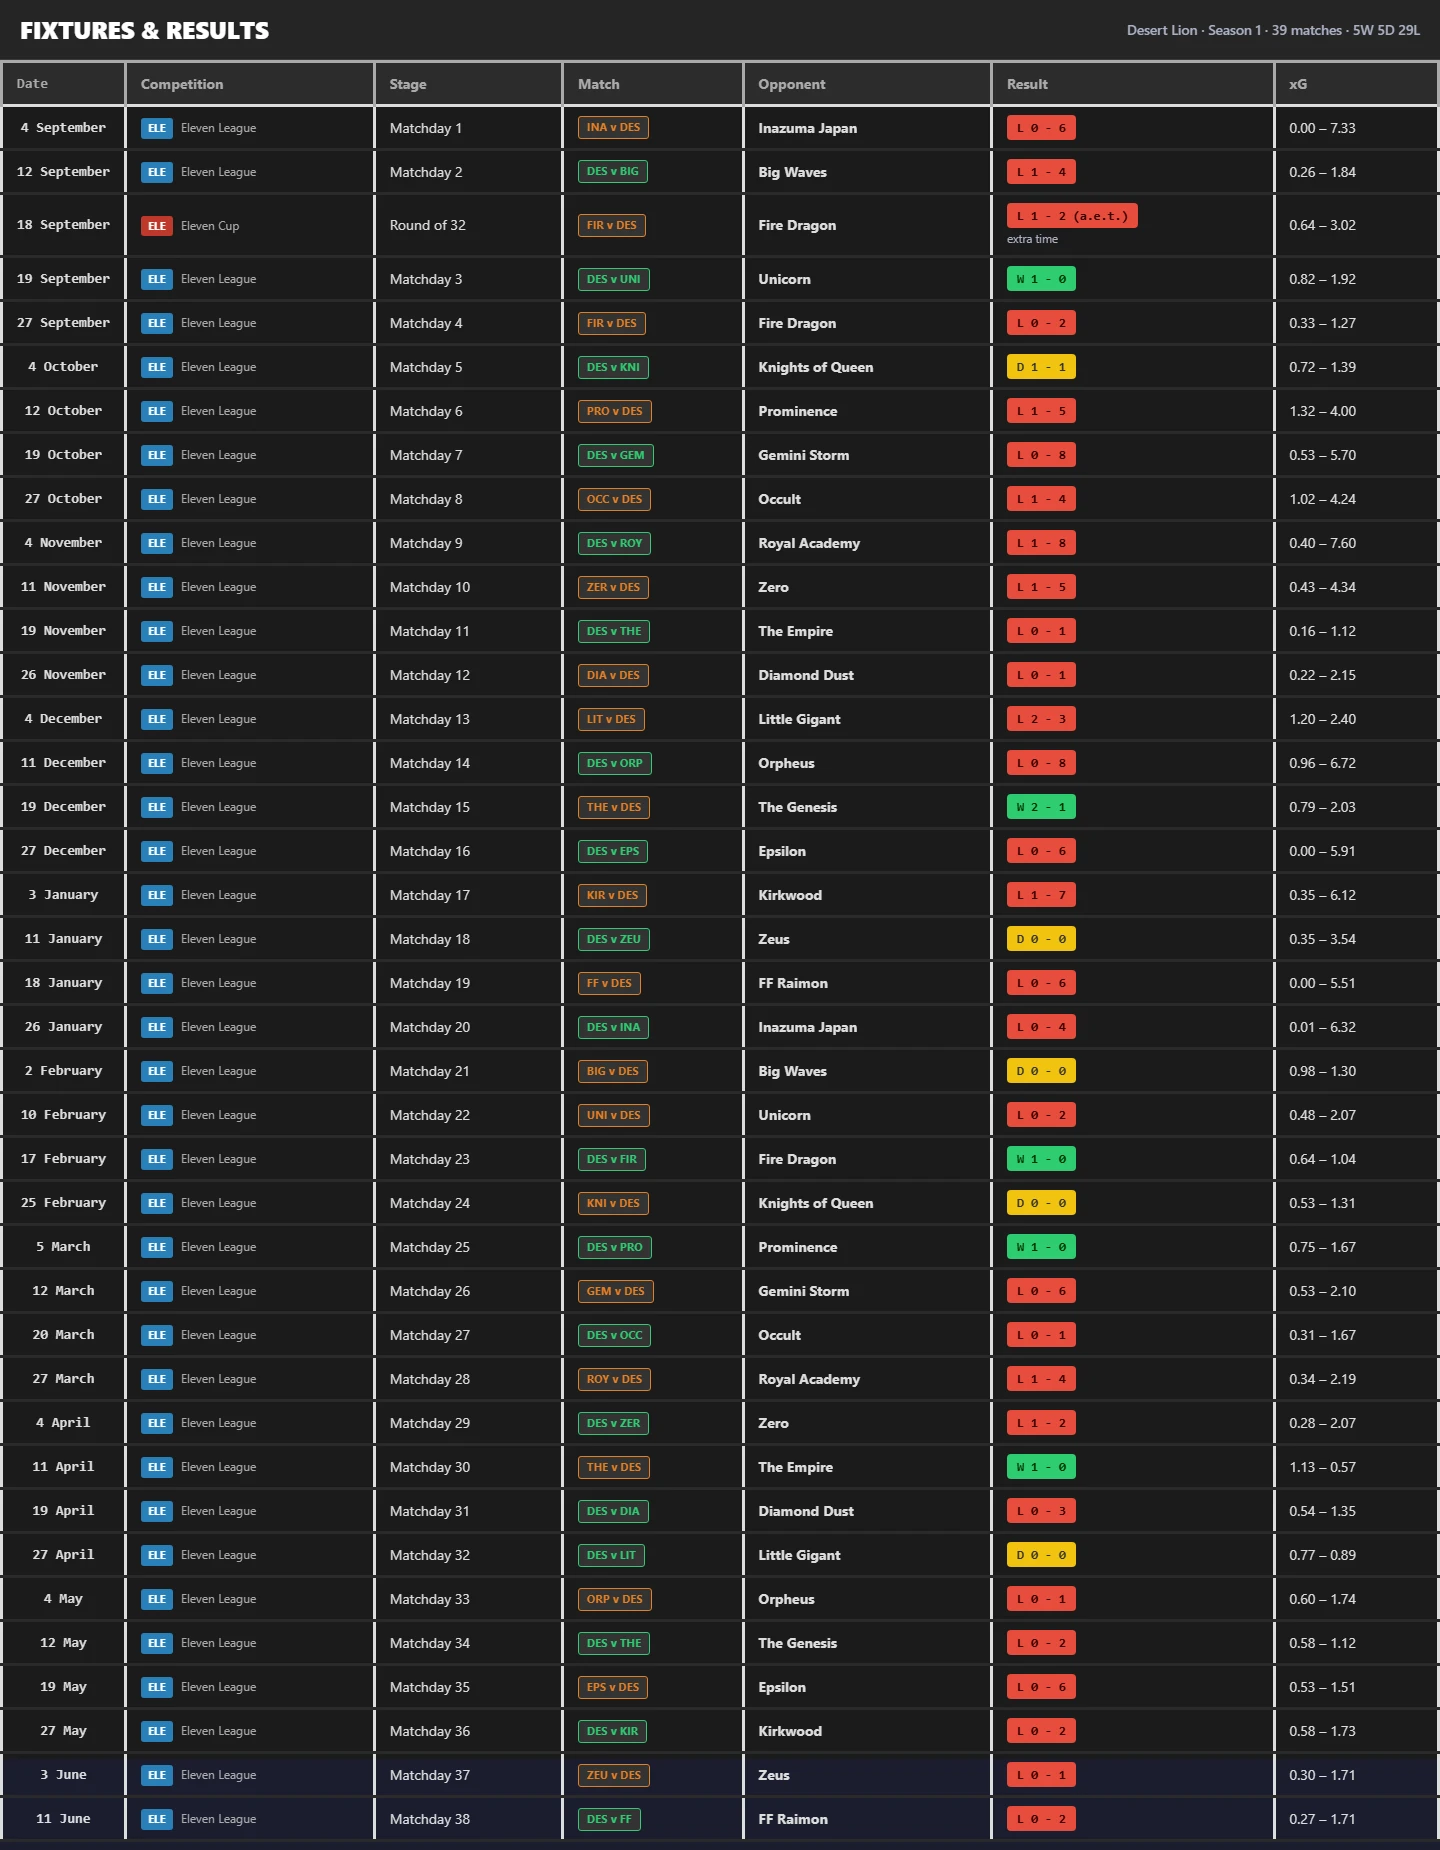 FIXTURES & RESULTS
Desert Lion · Season 1 · 39 matches · 5W 5D 29L
Date Competition Stage Match Opponent Result xG
4 September ELE Eleven League Matchday 1 INA v DES Inazuma Japan L 0 - 6 0.00 – 7.33
12 September ELE Eleven League Matchday 2 DES v BIG Big Waves L 1 - 4 0.26 – 1.84
18 September ELE Eleven Cup Round of 32 FIR v DES Fire Dragon L 1 - 2 (a.e.t.) 0.64 – 3.02
extra time
19 September ELE Eleven League Matchday 3 DES v UNI Unicorn W 1 - 0 0.82 – 1.92
27 September ELE Eleven League Matchday 4 FIR v DES Fire Dragon L 0 - 2 0.33 – 1.27
4 October ELE Eleven League Matchday 5 DES v KNI Knights of Queen D 1 - 1 0.72 – 1.39
12 October ELE Eleven League Matchday 6 PRO v DES Prominence L 1 - 5 1.32 – 4.00
19 October ELE Eleven League Matchday 7 DES v GEM Gemini Storm L 0 - 8 0.53 – 5.70
27 October ELE Eleven League Matchday 8 OCC v DES Occult L 1 - 4 1.02 – 4.24
4 November ELE Eleven League Matchday 9 DES v ROY Royal Academy L 1 - 8 0.40 – 7.60
11 November ELE Eleven League Matchday 10 ZER v DES Zero L 1 - 5 0.43 – 4.34
19 November ELE Eleven League Matchday 11 DES v THE The Empire L 0 - 1 0.16 – 1.12
26 November ELE Eleven League Matchday 12 DIA v DES Diamond Dust L 0 - 1 0.22 – 2.15
4 December ELE Eleven League Matchday 13 LIT v DES Little Gigant L 2 - 3 1.20 – 2.40
11 December ELE Eleven League Matchday 14 DES v ORP Orpheus L 0 - 8 0.96 – 6.72
19 December ELE Eleven League Matchday 15 THE v DES The Genesis W 2 - 1 0.79 – 2.03
27 December ELE Eleven League Matchday 16 DES v EPS Epsilon L 0 - 6 0.00 – 5.91
3 January ELE Eleven League Matchday 17 KIR v DES Kirkwood L 1 - 7 0.35 – 6.12
11 January ELE Eleven League Matchday 18 DES v ZEU Zeus D 0 - 0 0.35 – 3.54
18 January ELE Eleven League Matchday 19 FF v DES FF Raimon L 0 - 6 0.00 – 5.51
26 January ELE Eleven League Matchday 20 DES v INA Inazuma Japan L 0 - 4 0.01 – 6.32
2 February ELE Eleven League Matchday 21 BIG v DES Big Waves D 0 - 0 0.98 – 1.30
10 February ELE Eleven League Matchday 22 UNI v DES Unicorn L 0 - 2 0.48 – 2.07
17 February ELE Eleven League Matchday 23 DES v FIR Fire Dragon W 1 - 0 0.64 – 1.04
25 February ELE Eleven League Matchday 24 KNI v DES Knights of Queen D 0 - 0 0.53 – 1.31
5 March ELE Eleven League Matchday 25 DES v PRO Prominence W 1 - 0 0.75 – 1.67
12 March ELE Eleven League Matchday 26 GEM v DES Gemini Storm L 0 - 6 0.53 – 2.10
20 March ELE Eleven League Matchday 27 DES v OCC Occult L 0 - 1 0.31 – 1.67
27 March ELE Eleven League Matchday 28 ROY v DES Royal Academy L 1 - 4 0.34 – 2.19
4 April ELE Eleven League Matchday 29 DES v ZER Zero L 1 - 2 0.28 – 2.07
11 April ELE Eleven League Matchday 30 THE v DES The Empire W 1 - 0 1.13 – 0.57
19 April ELE Eleven League Matchday 31 DES v DIA Diamond Dust L 0 - 3 0.54 – 1.35
27 April ELE Eleven League Matchday 32 DES v LIT Little Gigant D 0 - 0 0.77 – 0.89
4 May ELE Eleven League Matchday 33 ORP v DES Orpheus L 0 - 1 0.60 – 1.74
12 May ELE Eleven League Matchday 34 DES v THE The Genesis L 0 - 2 0.58 – 1.12
19 May ELE Eleven League Matchday 35 EPS v DES Epsilon L 0 - 6 0.53 – 1.51
27 May ELE Eleven League Matchday 36 DES v KIR Kirkwood L 0 - 2 0.58 – 1.73
3 June ELE Eleven League Matchday 37 ZEU v DES Zeus L 0 - 1 0.30 – 1.71
11 June ELE Eleven League Matchday 38 DES v FF FF Raimon L 0 - 2 0.27 – 1.71